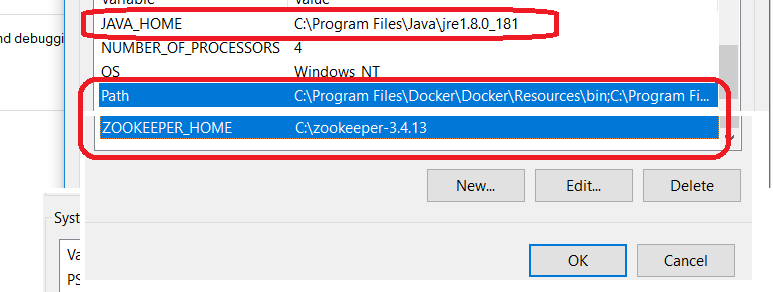 Variable Value
JAVA_HOME C:\Program Files\Java\jre1.8.0_181
nd debuggi
NUMBER_OF_PROCESSORS 4
OS Windows_NT
Path C:\Program Files\Docker\Docker\Resources\bin;C:\Program Fi...
ZOOKEEPER_HOME C:\zookeeper-3.4.13
New... Edit... Delete
Syst
Va
OK Cancel
PS